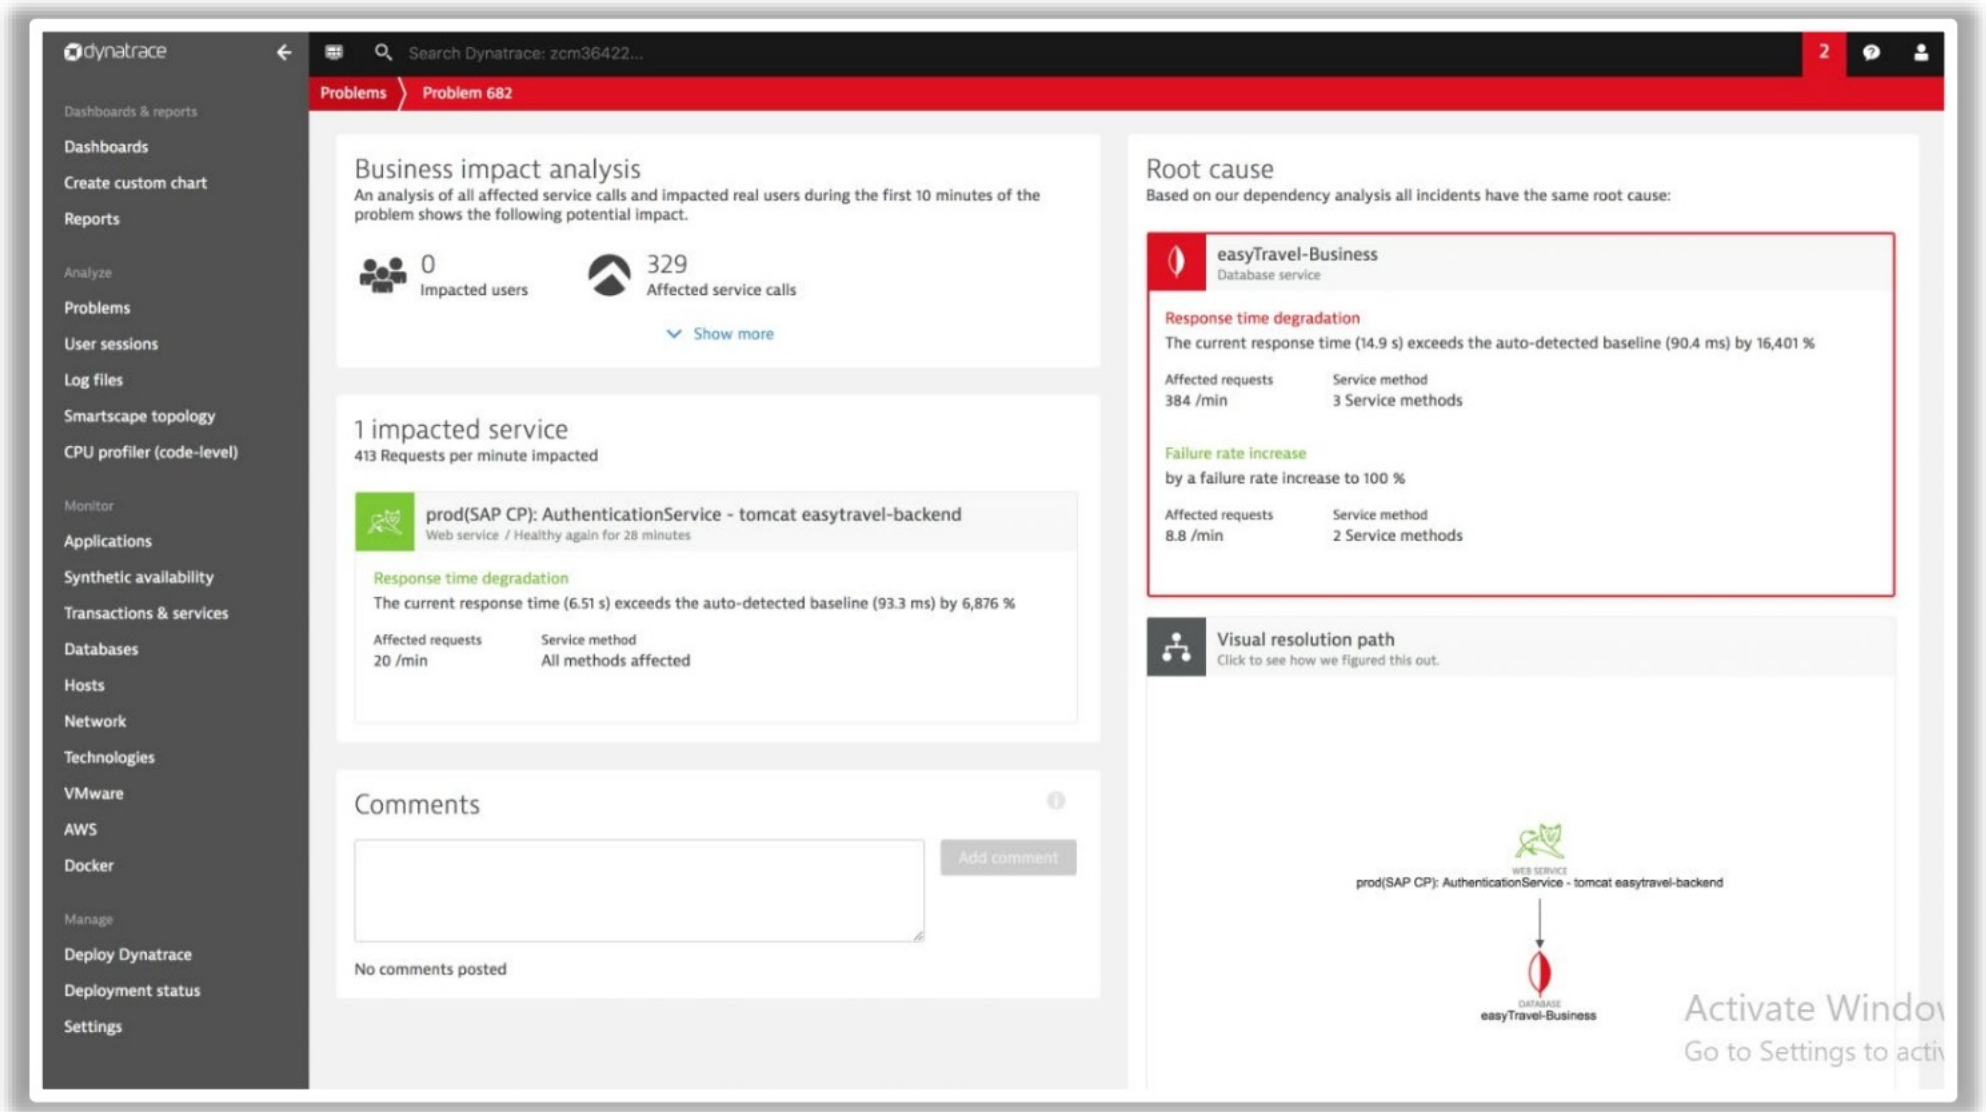 dynatrace
Search Dynatrace: zcm36422...
2
Problems
Problem 682
Dashboards & reports
Dashboards
Create custom chart
Reports
Analyze
Problems
User sessions
Log files
Smartscape topology
CPU profiler (code-level)
Monitor
Applications
Synthetic availability
Transactions & services
Databases
Hosts
Network
Technologies
VMware
AWS
Docker
Manage
Deploy Dynatrace
Deployment status
Settings
Business impact analysis
An analysis of all affected service calls and impacted real users during the first 10 minutes of the
problem shows the following potential impact.
0
Impacted users
329
Affected service calls
Show more
1 impacted service
413 Requests per minute impacted
prod(SAP CP): AuthenticationService - tomcat easytravel-backend
Web service / Healthy again for 28 minutes
Response time degradation
The current response time (6.51 s) exceeds the auto-detected baseline (93.3 ms) by 6,876 %
Affected requests Service method
20 /min All methods affected
Comments
Add comment
No comments posted
Root cause
Based on our dependency analysis all incidents have the same root cause:
easyTravel-Business
Database service
Response time degradation
The current response time (14.9 s) exceeds the auto-detected baseline (90.4 ms) by 16,401 %
Affected requests Service method
384 /min 3 Service methods
Failure rate increase
by a failure rate increase to 100 %
Affected requests Service method
8.8 /min 2 Service methods
Visual resolution path
Click to see how we figured this out.
WEB SERVICE
prod(SAP CP): AuthenticationService - tomcat easytravel-backend
DATABASE
easyTravel-Business
Activate Window
Go to Settings to activ